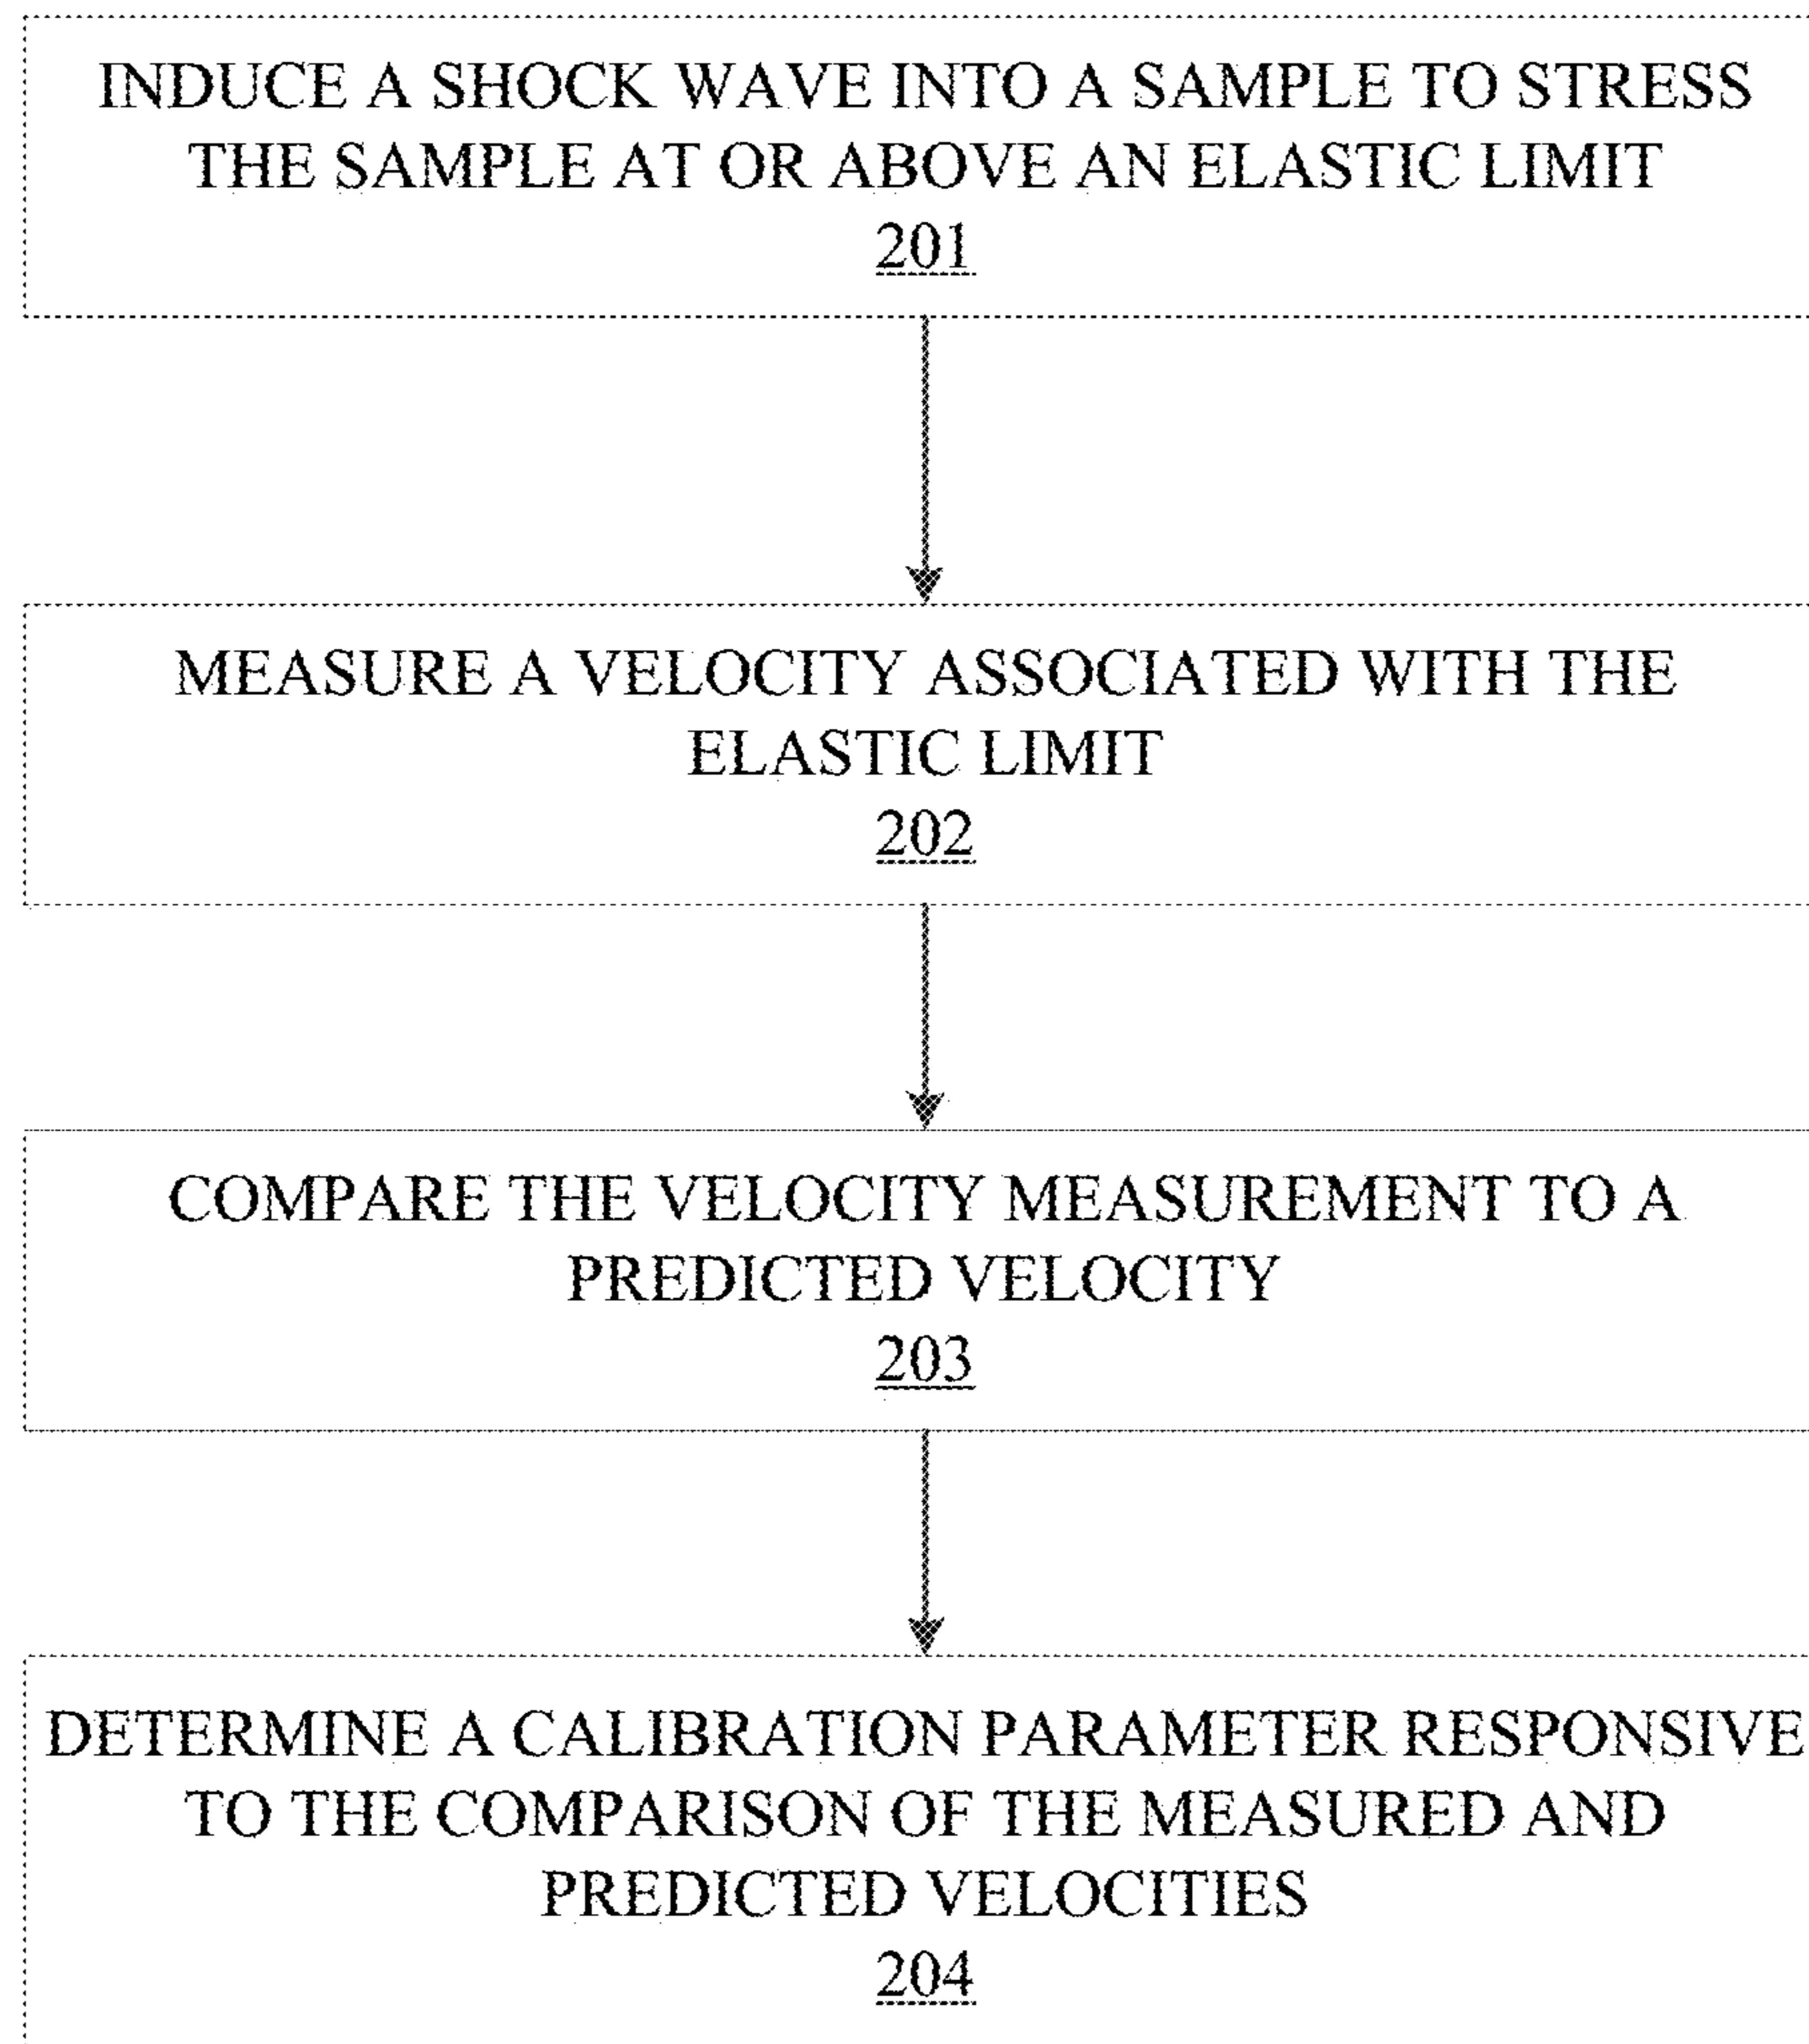 INDUCE A SHOCK WAVE INTO A SAMPLE TO STRESS
THE SAMPLE AT OR ABOVE AN ELASTIC LIMIT
201
MEASURE A VELOCITY ASSOCIATED WITH THE
ELASTIC LIMIT
202
COMPARE THE VELOCITY MEASUREMENT TO A
PREDICTED VELOCITY
203
DETERMINE A CALIBRATION PARAMETER RESPONSIVE
TO THE COMPARISON OF THE MEASURED AND
PREDICTED VELOCITIES
204